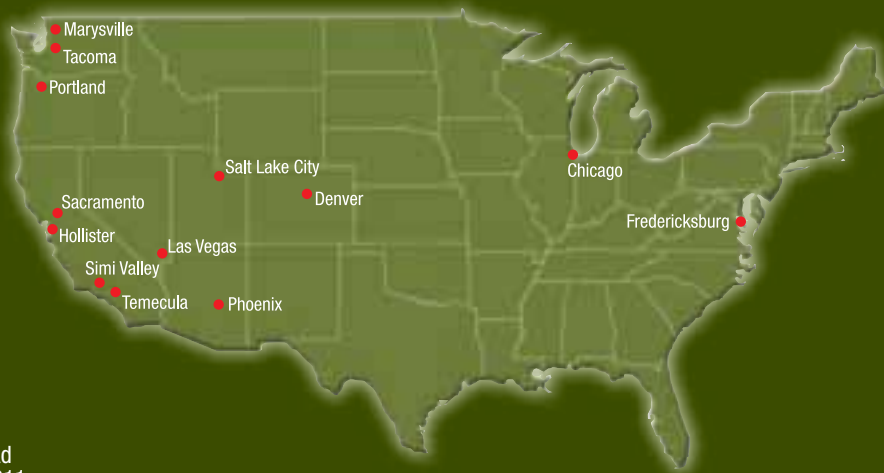 Marysville
Tacoma
Portland
Salt Lake City
Denver
Chicago
Sacramento
Hollister
Fredericksburg
Las Vegas
Simi Valley
Temecula
Phoenix